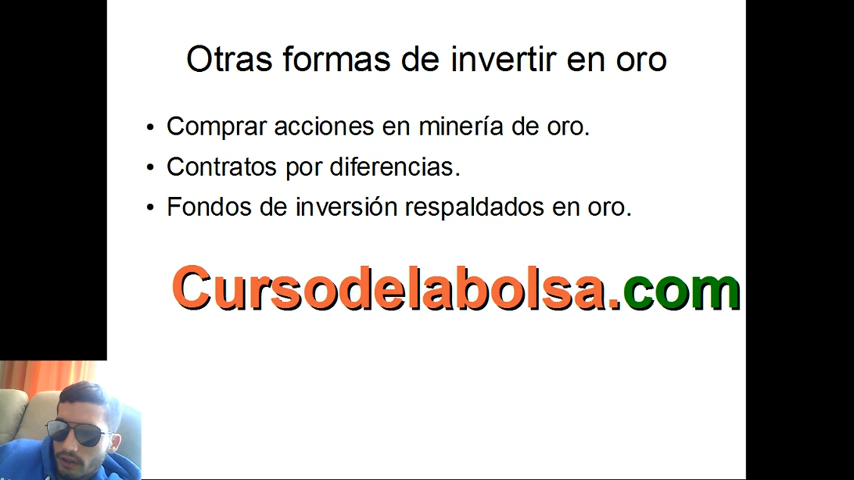 Otras formas de invertir en oro
• Comprar acciones en minería de oro.
• Contratos por diferencias.
• Fondos de inversión respaldados en oro.
Cursodelabolsa.com